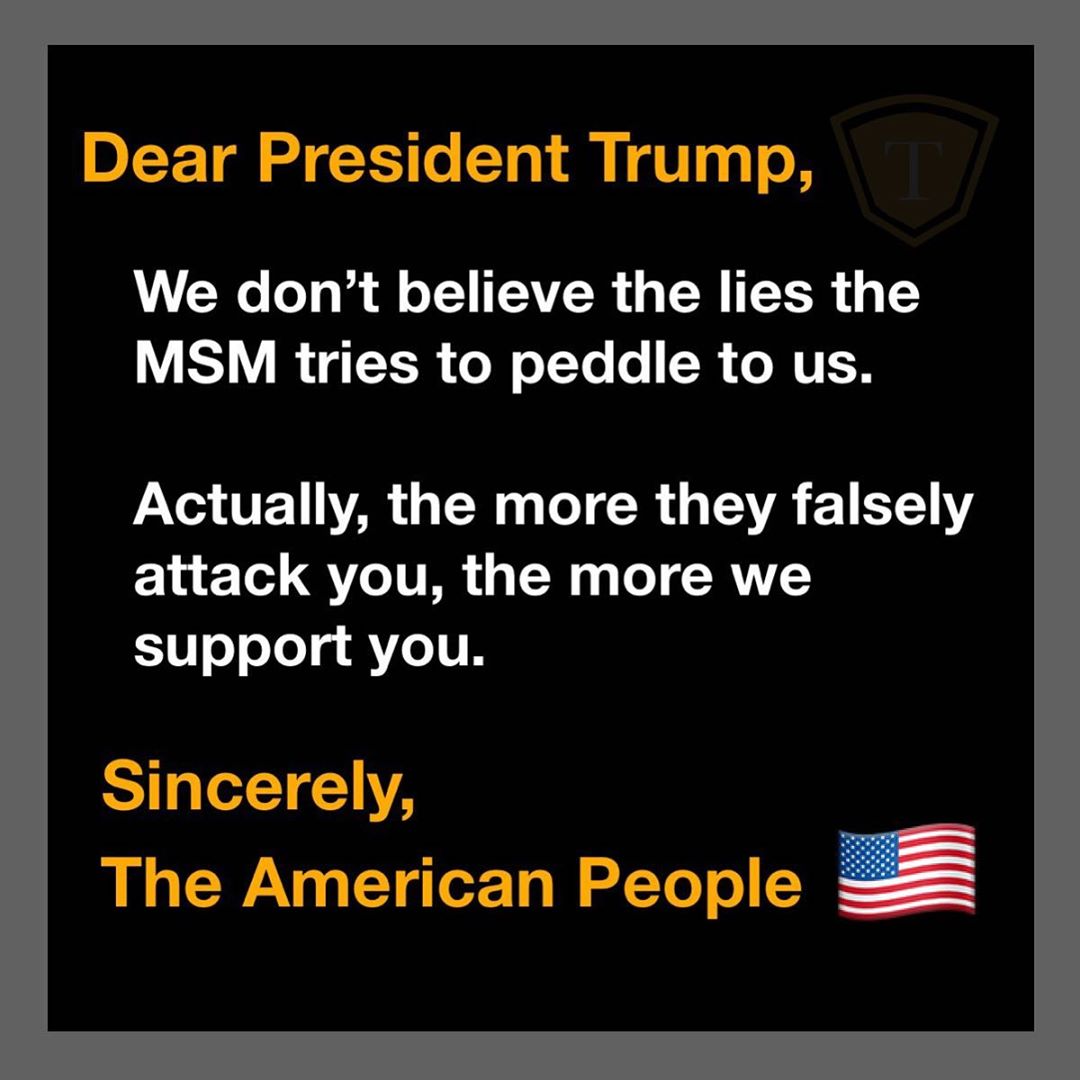 Dear President Trump,
T
We don’t believe the lies the
MSM tries to peddle to us.
Actually, the more they falsely
attack you, the more we
support you.
Sincerely,
The American People 🇺🇸